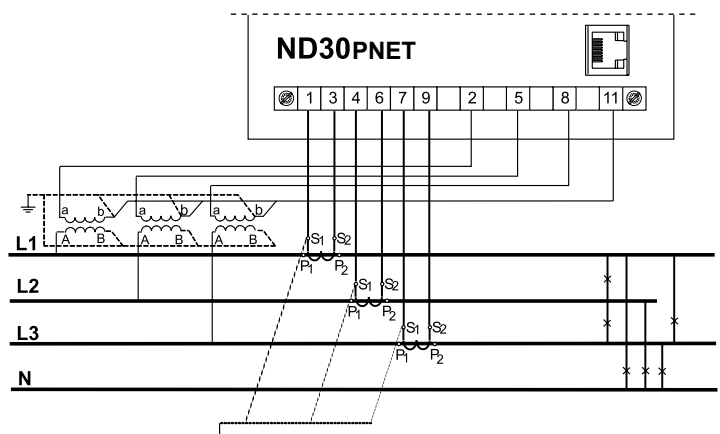 ND30PNET
1 3 4 6 7 9 2 5 8 11
a b a b a b
A B A B A B
L1
S1 S2
P1 P2
L2
S1 S2
P1 P2
L3
S1 S2
P1 P2
N